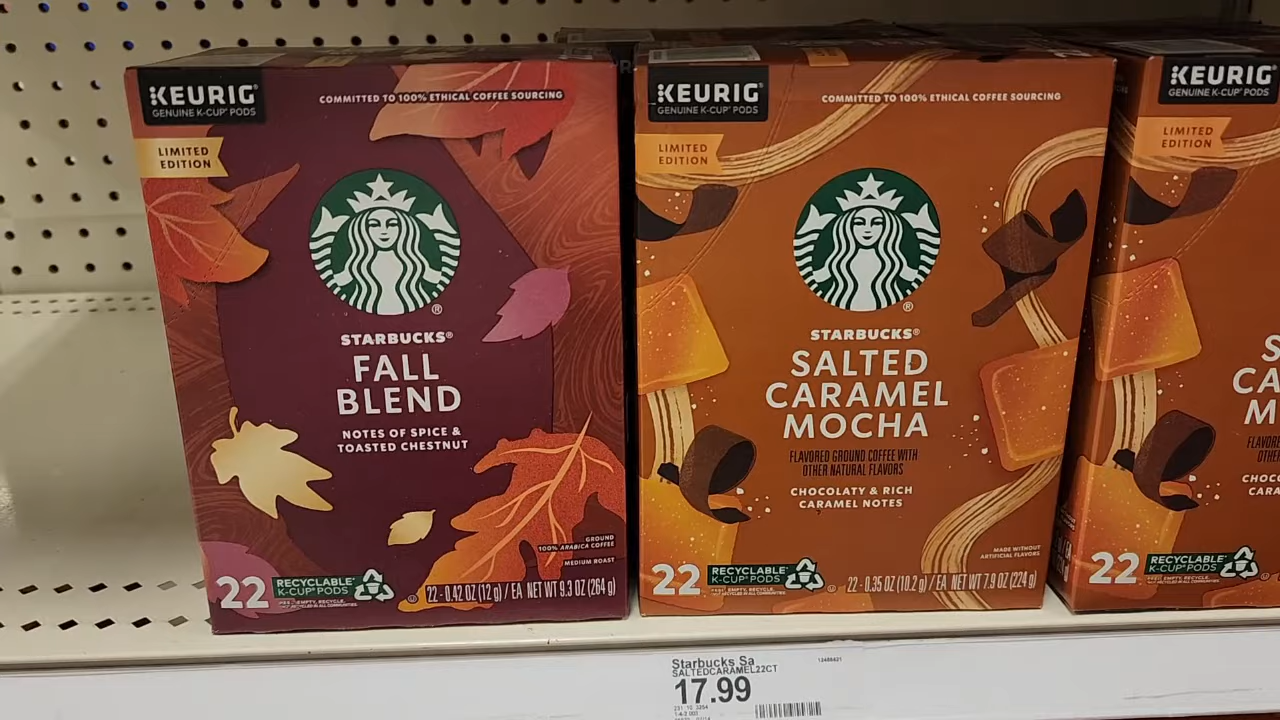 KEURIG®
GENUINE K-CUP® PODS
COMMITTED TO 100% ETHICAL COFFEE SOURCING
LIMITED
EDITION
STARBUCKS®
FALL
BLEND
NOTES OF SPICE &
TOASTED CHESTNUT
GROUND
100% ARABICA COFFEE
MEDIUM ROAST
22
RECYCLABLE*
K-CUP® PODS
22 - 0.42 OZ (12 g) / EA NET WT 9.3 OZ (264 g)
KEURIG®
GENUINE K-CUP® PODS
COMMITTED TO 100% ETHICAL COFFEE SOURCING
LIMITED
EDITION
STARBUCKS®
SALTED
CARAMEL
MOCHA
FLAVORED GROUND COFFEE WITH
OTHER NATURAL FLAVORS
CHOCOLATY & RICH
CARAMEL NOTES
MADE WITHOUT
ARTIFICIAL FLAVORS
22
RECYCLABLE*
K-CUP® PODS
22 - 0.35 OZ (10.2 g) / EA NET WT 7.9 OZ (224 g)
KEURIG®
GENUINE K-CUP® PODS
LIMITED
EDITION
S
CA
M
FLAVORE
OTHE
CHOC
CARA
22
RECYCLABLE*
K-CUP® PODS
Starbucks Sa
SALTEDCARAMEL22CT
17.99